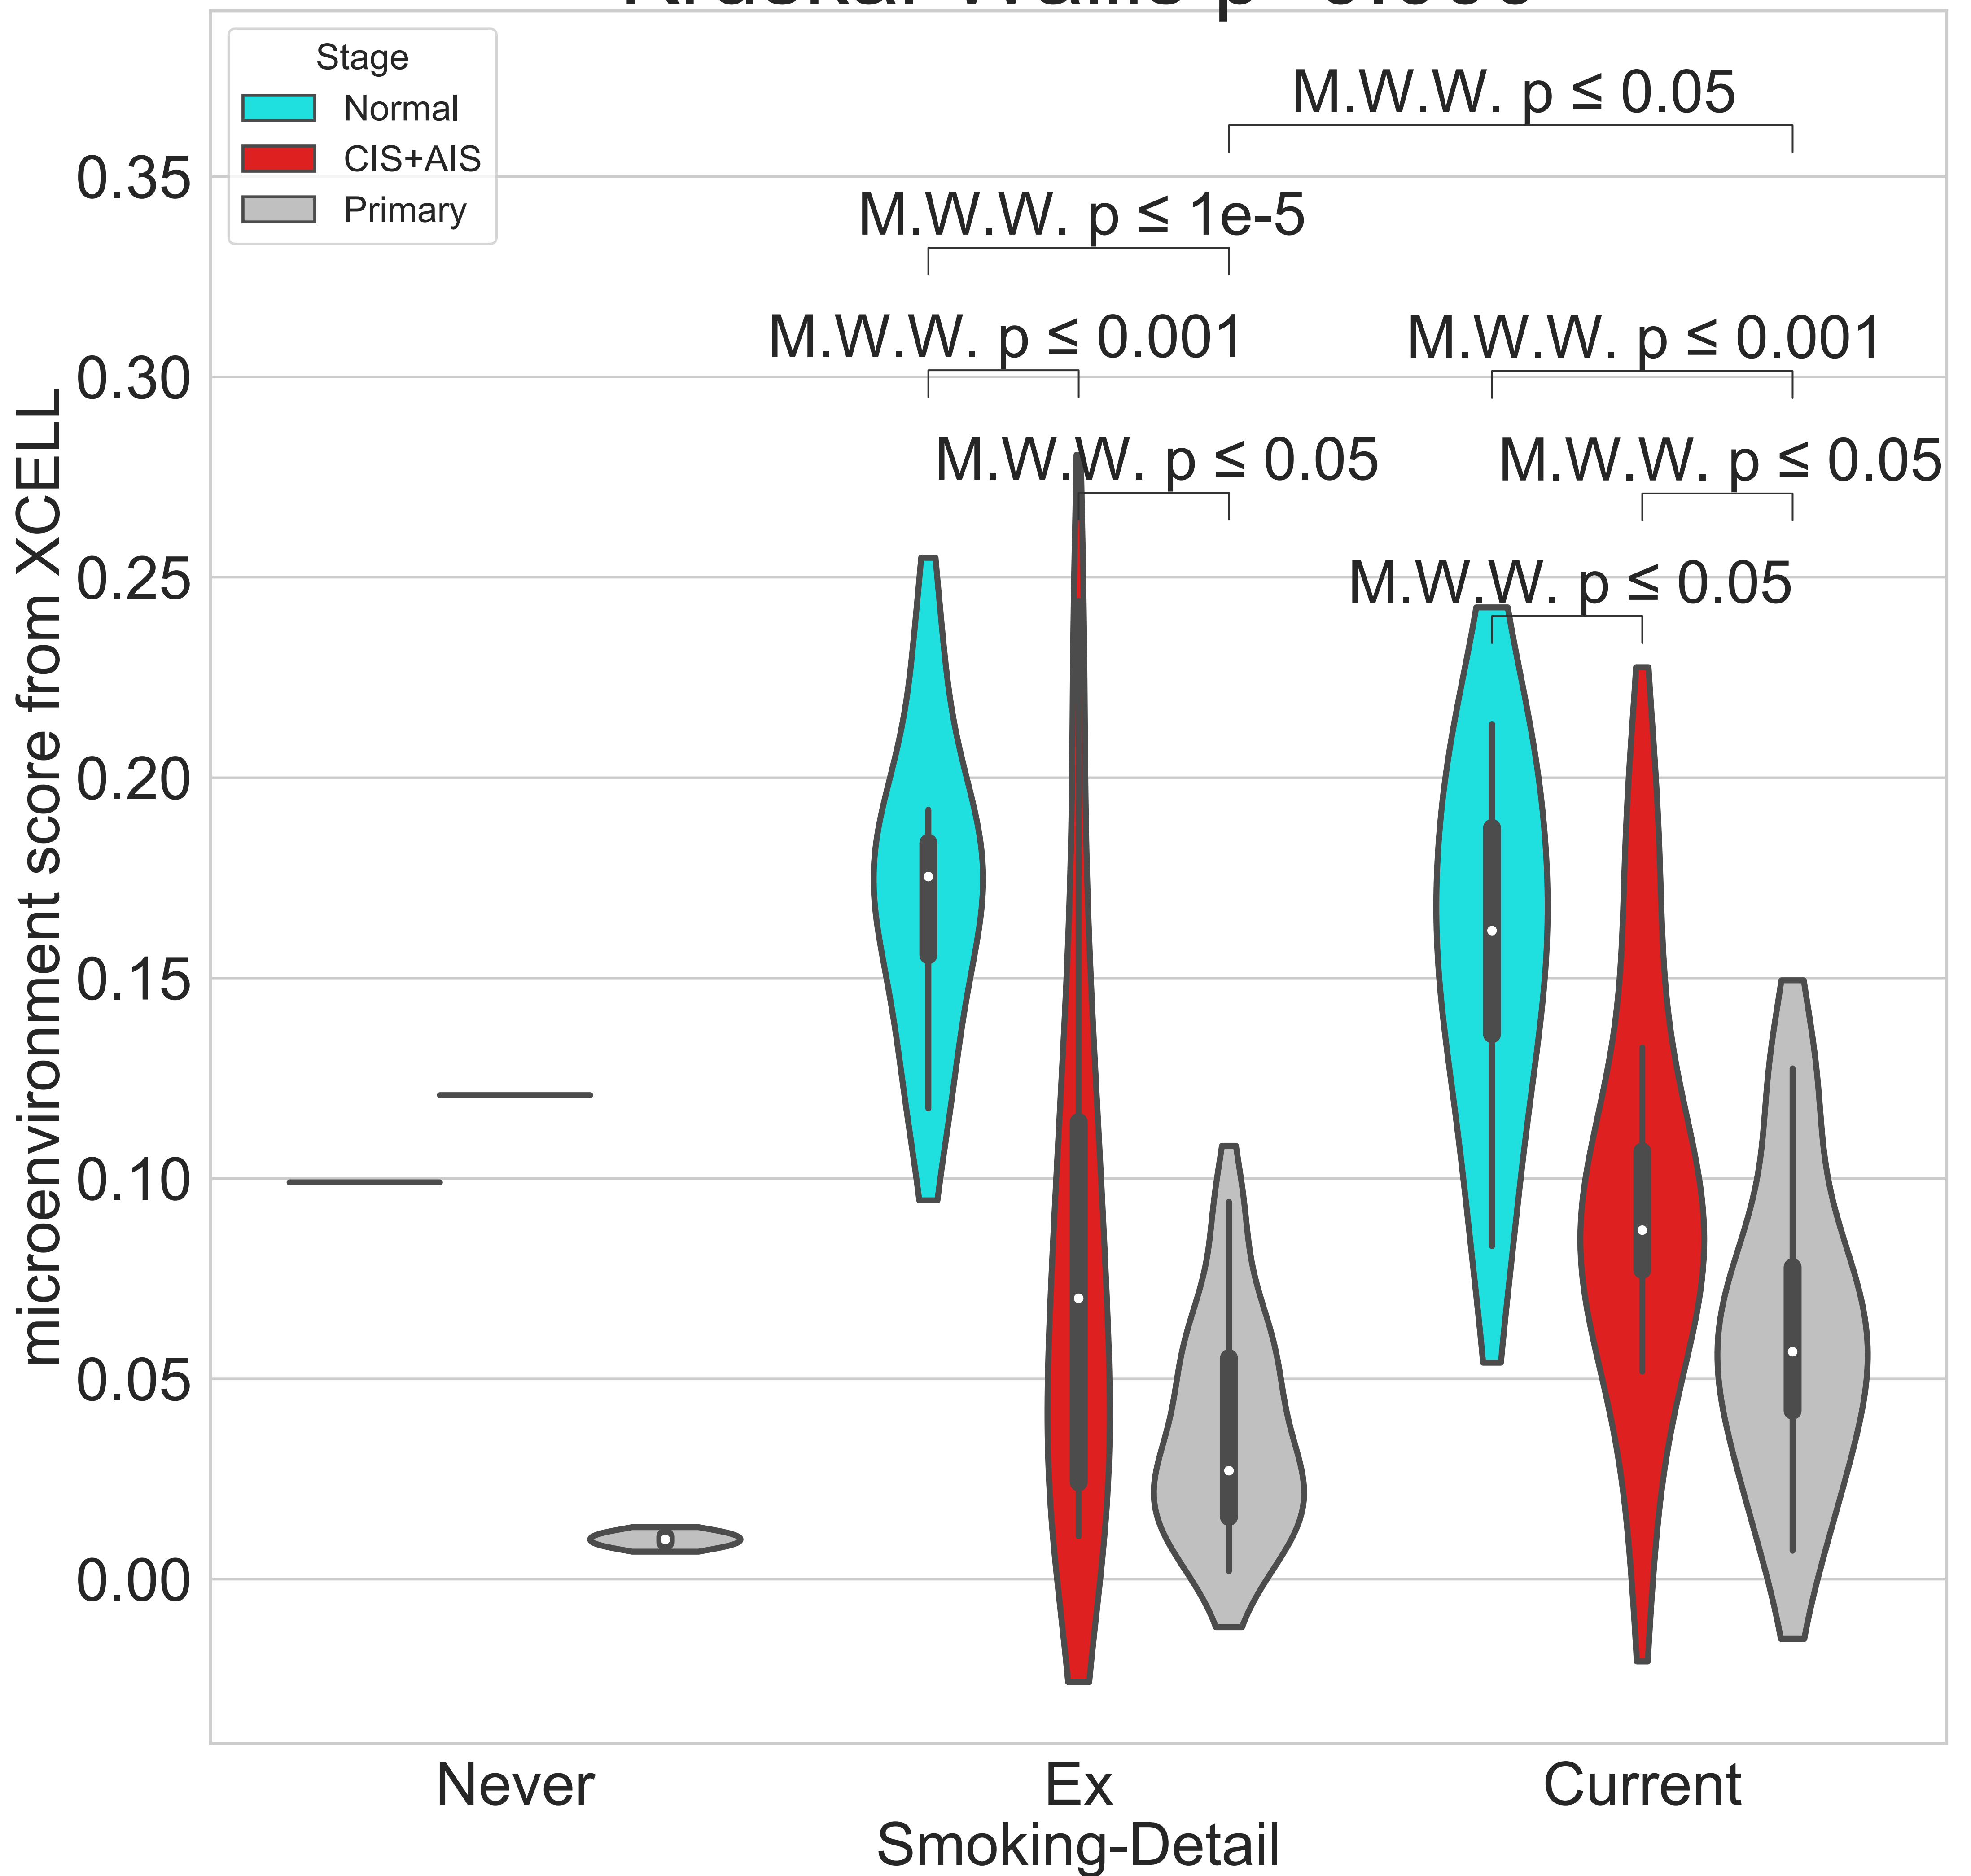 Stage
Normal
CIS+AIS
Primary
M.W.W. p ≤ 0.05
M.W.W. p ≤ 1e-5
M.W.W. p ≤ 0.001
M.W.W. p ≤ 0.001
M.W.W. p ≤ 0.05
M.W.W. p ≤ 0.05
M.W.W. p ≤ 0.05
0.35
0.30
0.25
0.20
0.15
0.10
0.05
0.00
microenvironment score from XCELL
Never
Ex
Current
Smoking-Detail